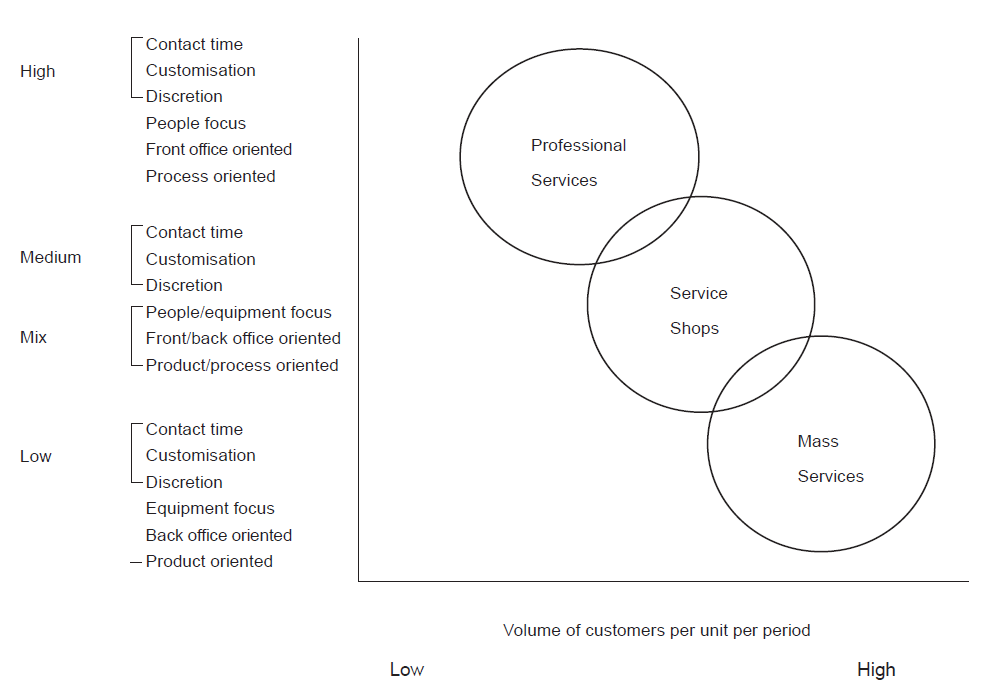 High
Contact time
Customisation
Discretion
People focus
Front office oriented
Process oriented
Medium
Contact time
Customisation
Discretion
Mix
People/equipment focus
Front/back office oriented
Product/process oriented
Low
Contact time
Customisation
Discretion
Equipment focus
Back office oriented
Product oriented
Professional
Services
Service
Shops
Mass
Services
Volume of customers per unit per period
Low
High